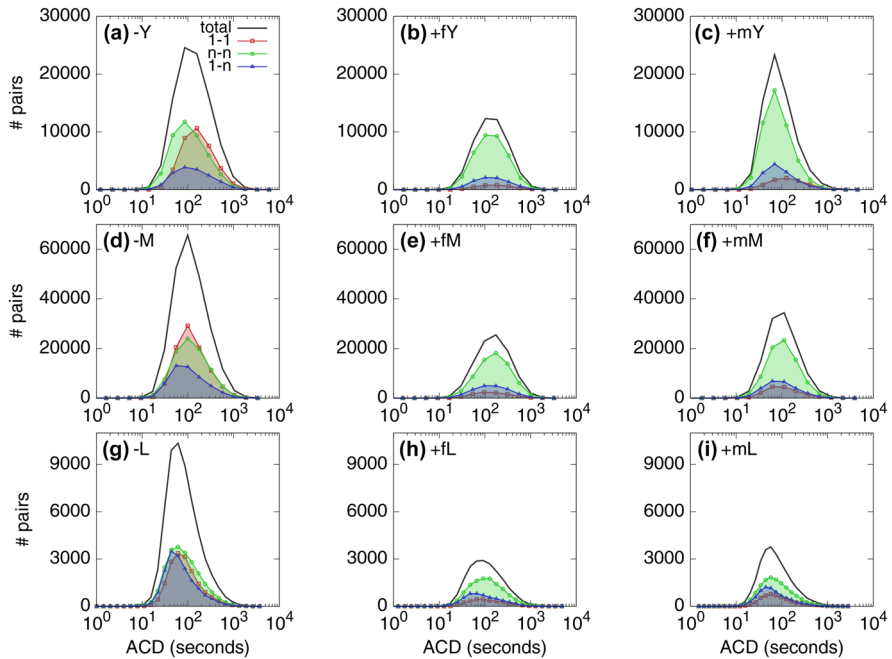 30000
20000
10000
0
# pairs
(a) -Y
total
1-1
n-n
1-n
10^0 10^1 10^2 10^3 10^4
30000
20000
10000
0
(b) +fY
10^0 10^1 10^2 10^3 10^4
30000
20000
10000
0
(c) +mY
10^0 10^1 10^2 10^3 10^4
60000
40000
20000
0
# pairs
(d) -M
10^0 10^1 10^2 10^3 10^4
60000
40000
20000
0
(e) +fM
10^0 10^1 10^2 10^3 10^4
60000
40000
20000
0
(f) +mM
10^0 10^1 10^2 10^3 10^4
9000
6000
3000
0
# pairs
(g) -L
10^0 10^1 10^2 10^3 10^4
ACD (seconds)
9000
6000
3000
0
(h) +fL
10^0 10^1 10^2 10^3 10^4
ACD (seconds)
9000
6000
3000
0
(i) +mL
10^0 10^1 10^2 10^3 10^4
ACD (seconds)